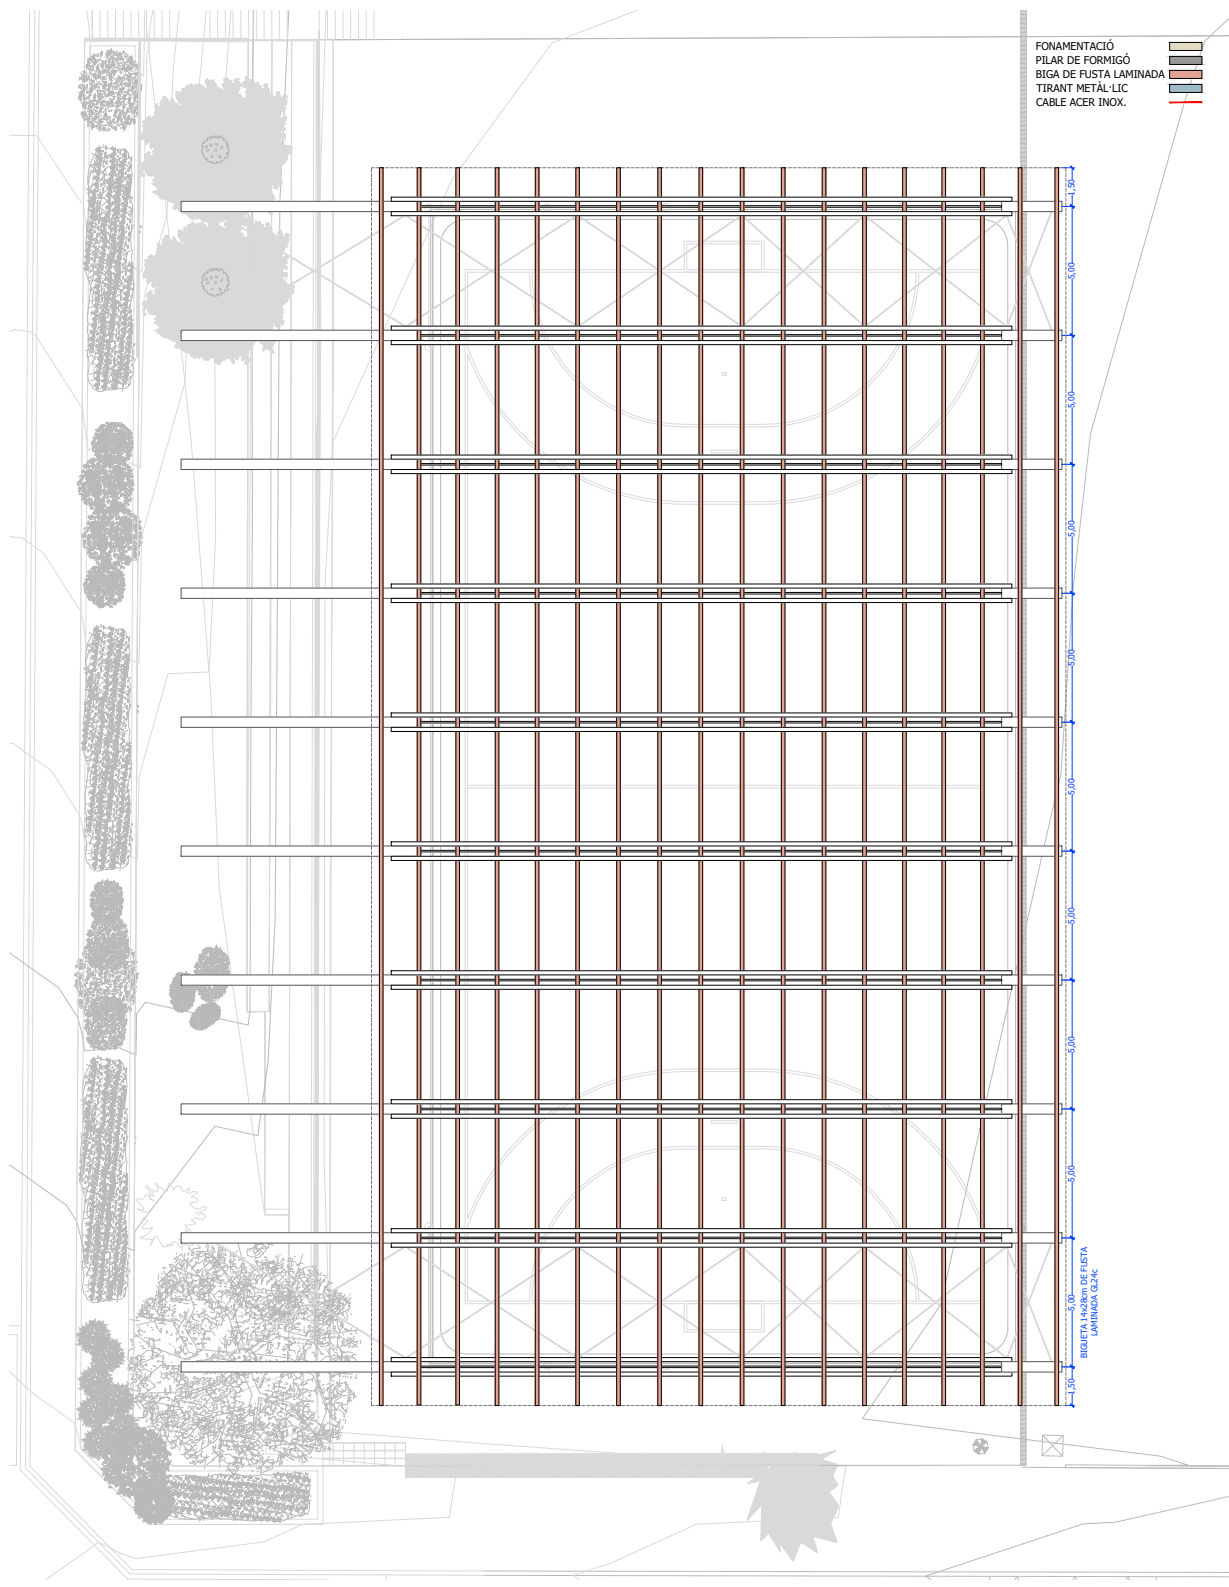 FONAMENTACIÓ
PILAR DE FORMIGÓ
BIGA DE FUSTA LAMINADA
TIRANT METÀL·LIC
CABLE ACER INOX.
1,50
5,00
5,00
5,00
5,00
5,00
5,00
5,00
5,00
5,00
1,50
BIGUETA 14x28cm DE FUSTA
LAMINADA GL24c